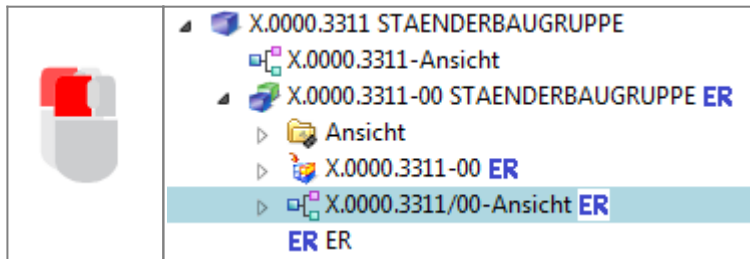 X.0000.3311 STAENDERBAUGRUPPE
X.0000.3311-Ansicht
X.0000.3311-00 STAENDERBAUGRUPPE ER
Ansicht
X.0000.3311-00 ER
X.0000.3311/00-Ansicht ER
ER ER